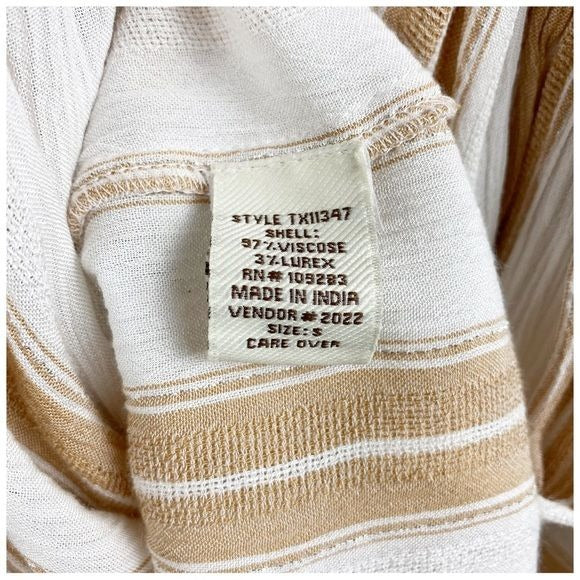 STYLE TX11347
SHELL:
97%VISCOSE
3%LUREX
RN# 109283
MADE IN INDIA
VENDOR# 2022
SIZE: S
CARE OVER